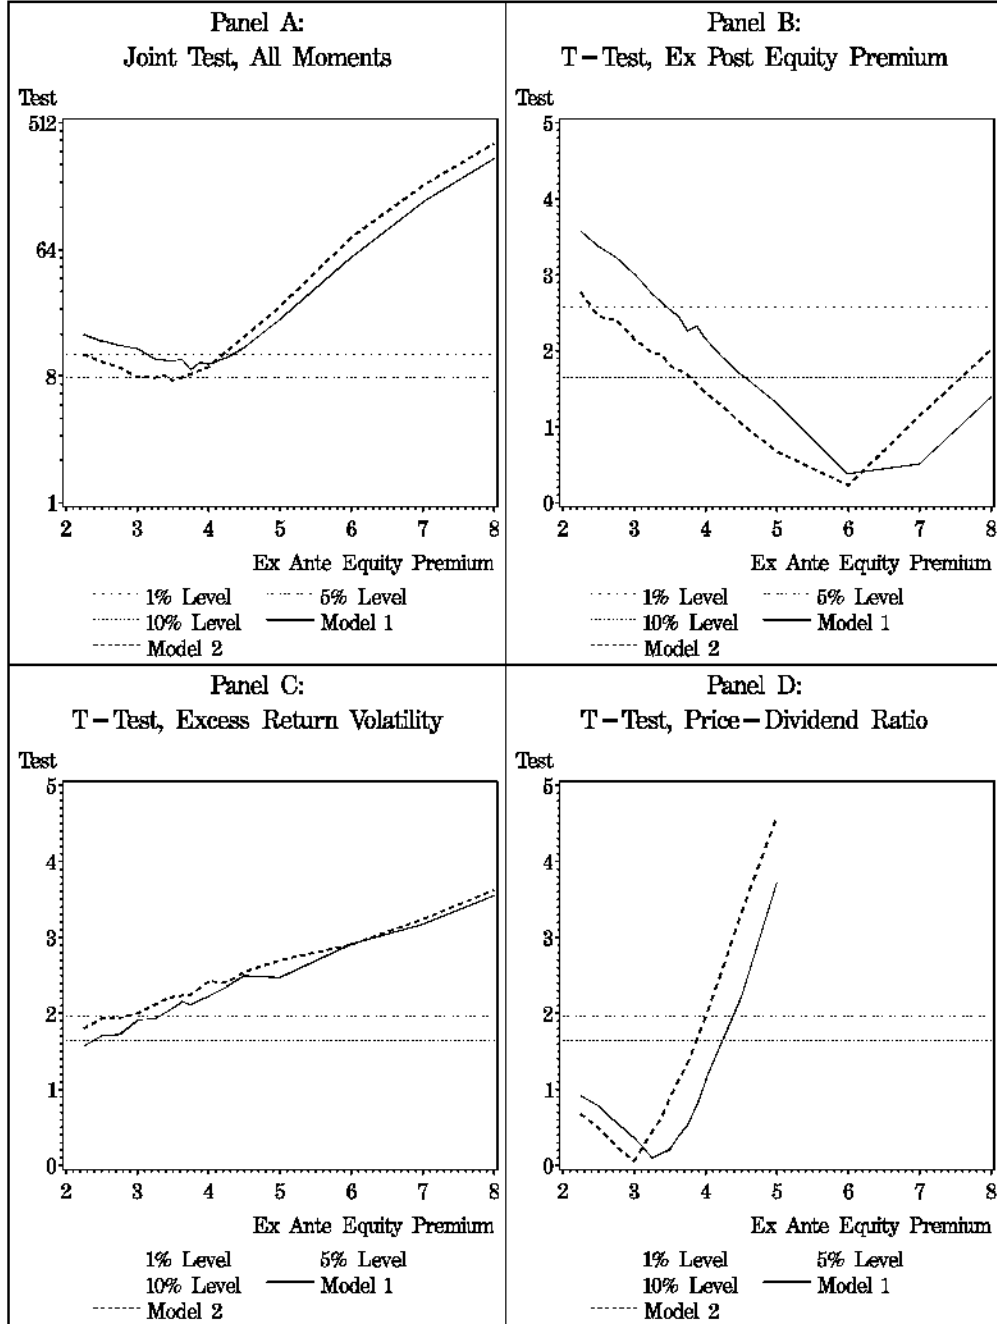 Panel A:
Joint Test, All Moments
Test
512
64
8
1
2 3 4 5 6 7 8
Ex Ante Equity Premium
1% Level 5% Level
10% Level Model 1
Model 2
Panel B:
T-Test, Ex Post Equity Premium
Test
5
4
3
2
1
0
2 3 4 5 6 7 8
Ex Ante Equity Premium
1% Level 5% Level
10% Level Model 1
Model 2
Panel C:
T-Test, Excess Return Volatility
Test
5
4
3
2
1
0
2 3 4 5 6 7 8
Ex Ante Equity Premium
1% Level 5% Level
10% Level Model 1
Model 2
Panel D:
T-Test, Price-Dividend Ratio
Test
5
4
3
2
1
0
2 3 4 5 6 7 8
Ex Ante Equity Premium
1% Level 5% Level
10% Level Model 1
Model 2